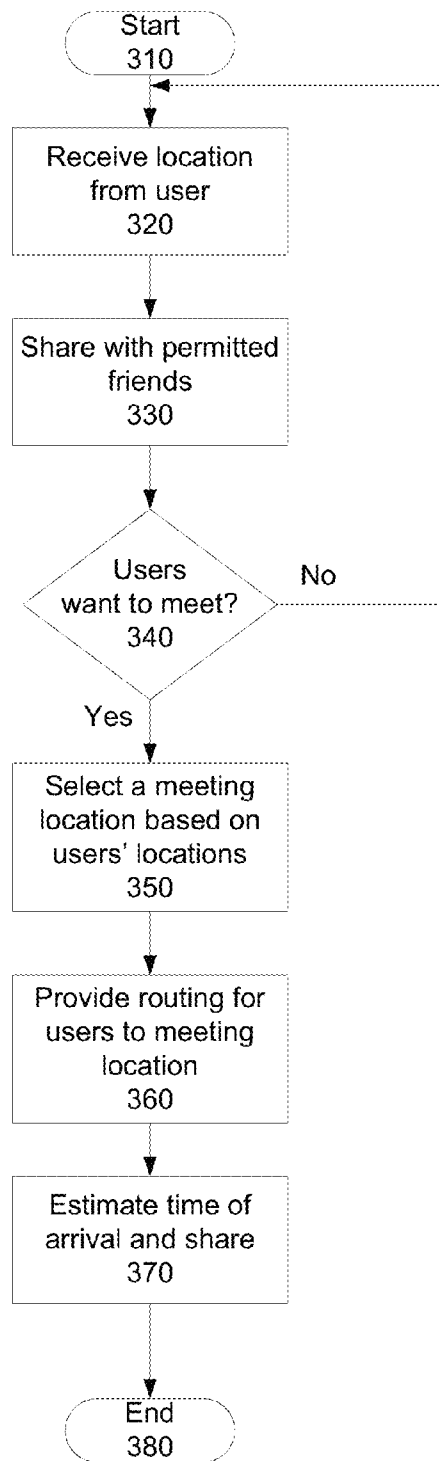 Start
310
Receive location
from user
320
Share with permitted
friends
330
Users
want to meet?
340
No
Yes
Select a meeting
location based on
users' locations
350
Provide routing for
users to meeting
location
360
Estimate time of
arrival and share
370
End
380